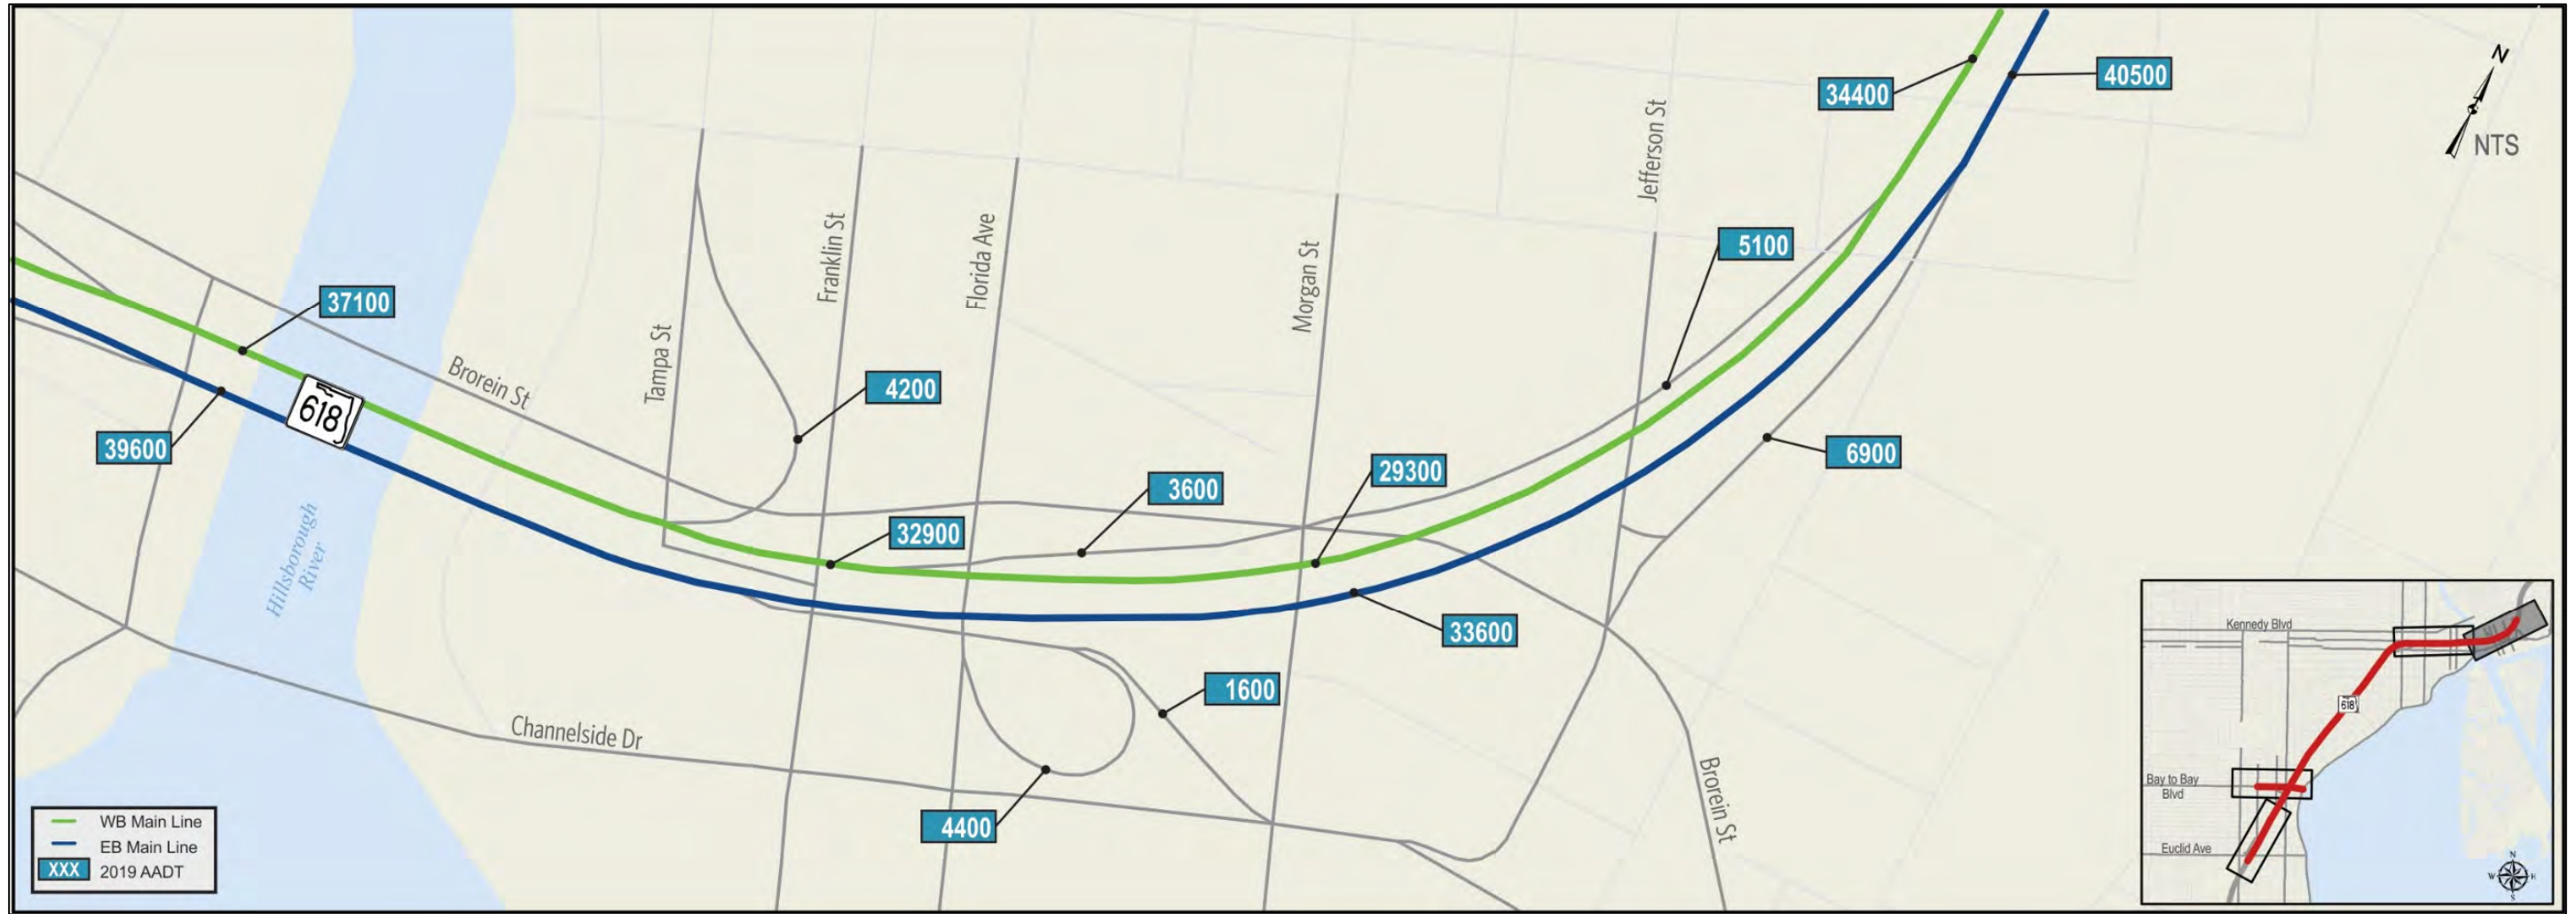 34400
40500
N
NTS
Jefferson St
Franklin St
Florida Ave
Morgan St
5100
37100
Brorein St
Tampa St
4200
618
39600
6900
29300
3600
32900
Hillsborough
River
33600
1600
Channelside Dr
4400
Brorein St
WB Main Line
EB Main Line
XXX 2019 AADT
Kennedy Blvd
618
Bay to Bay
Blvd
Euclid Ave
N
W
S